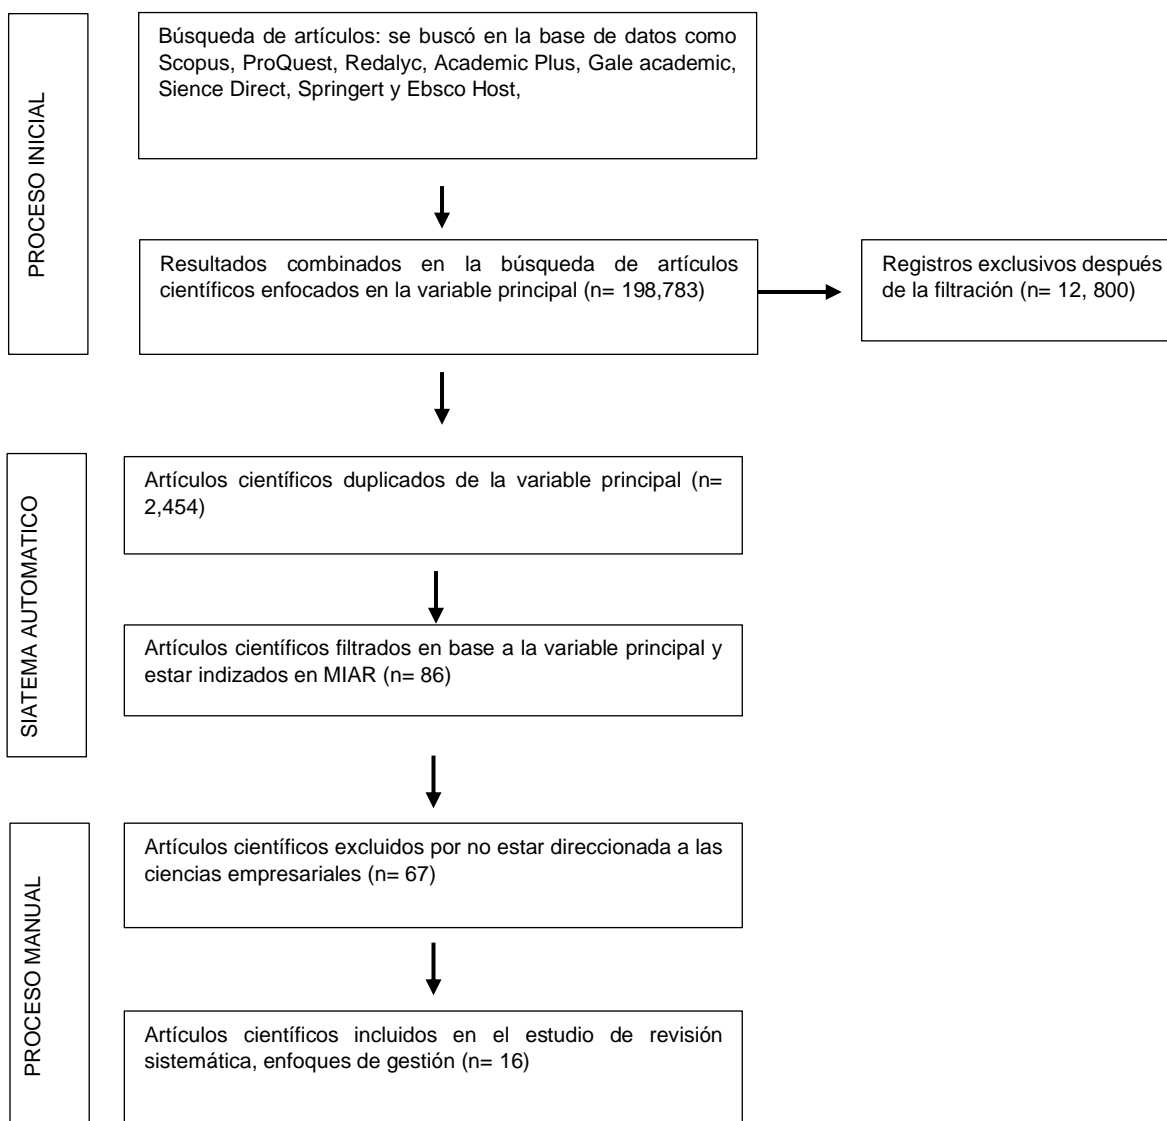 PROCESO INICIAL
Búsqueda de artículos: se buscó en la base de datos como
Scopus, ProQuest, Redalyc, Academic Plus, Gale academic,
Sience Direct, Springert y Ebsco Host,
Resultados combinados en la búsqueda de artículos
científicos enfocados en la variable principal (n= 198,783)
Registros exclusivos después
de la filtración (n= 12, 800)
SIATEMA AUTOMATICO
Artículos científicos duplicados de la variable principal (n=
2,454)
Artículos científicos filtrados en base a la variable principal y
estar indizados en MIAR (n= 86)
PROCESO MANUAL
Artículos científicos excluidos por no estar direccionada a las
ciencias empresariales (n= 67)
Artículos científicos incluidos en el estudio de revisión
sistemática, enfoques de gestión (n= 16)